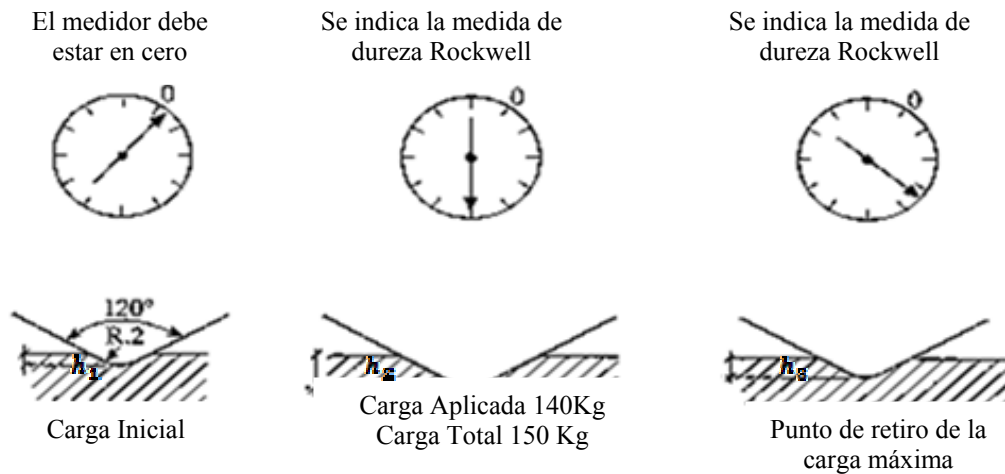 El medidor debe
estar en cero
Se indica la medida de
dureza Rockwell
Se indica la medida de
dureza Rockwell
0
0
0
120°
R.2
h₁
h₂
h₃
Carga Inicial
Carga Aplicada 140Kg
Carga Total 150 Kg
Punto de retiro de la
carga máxima